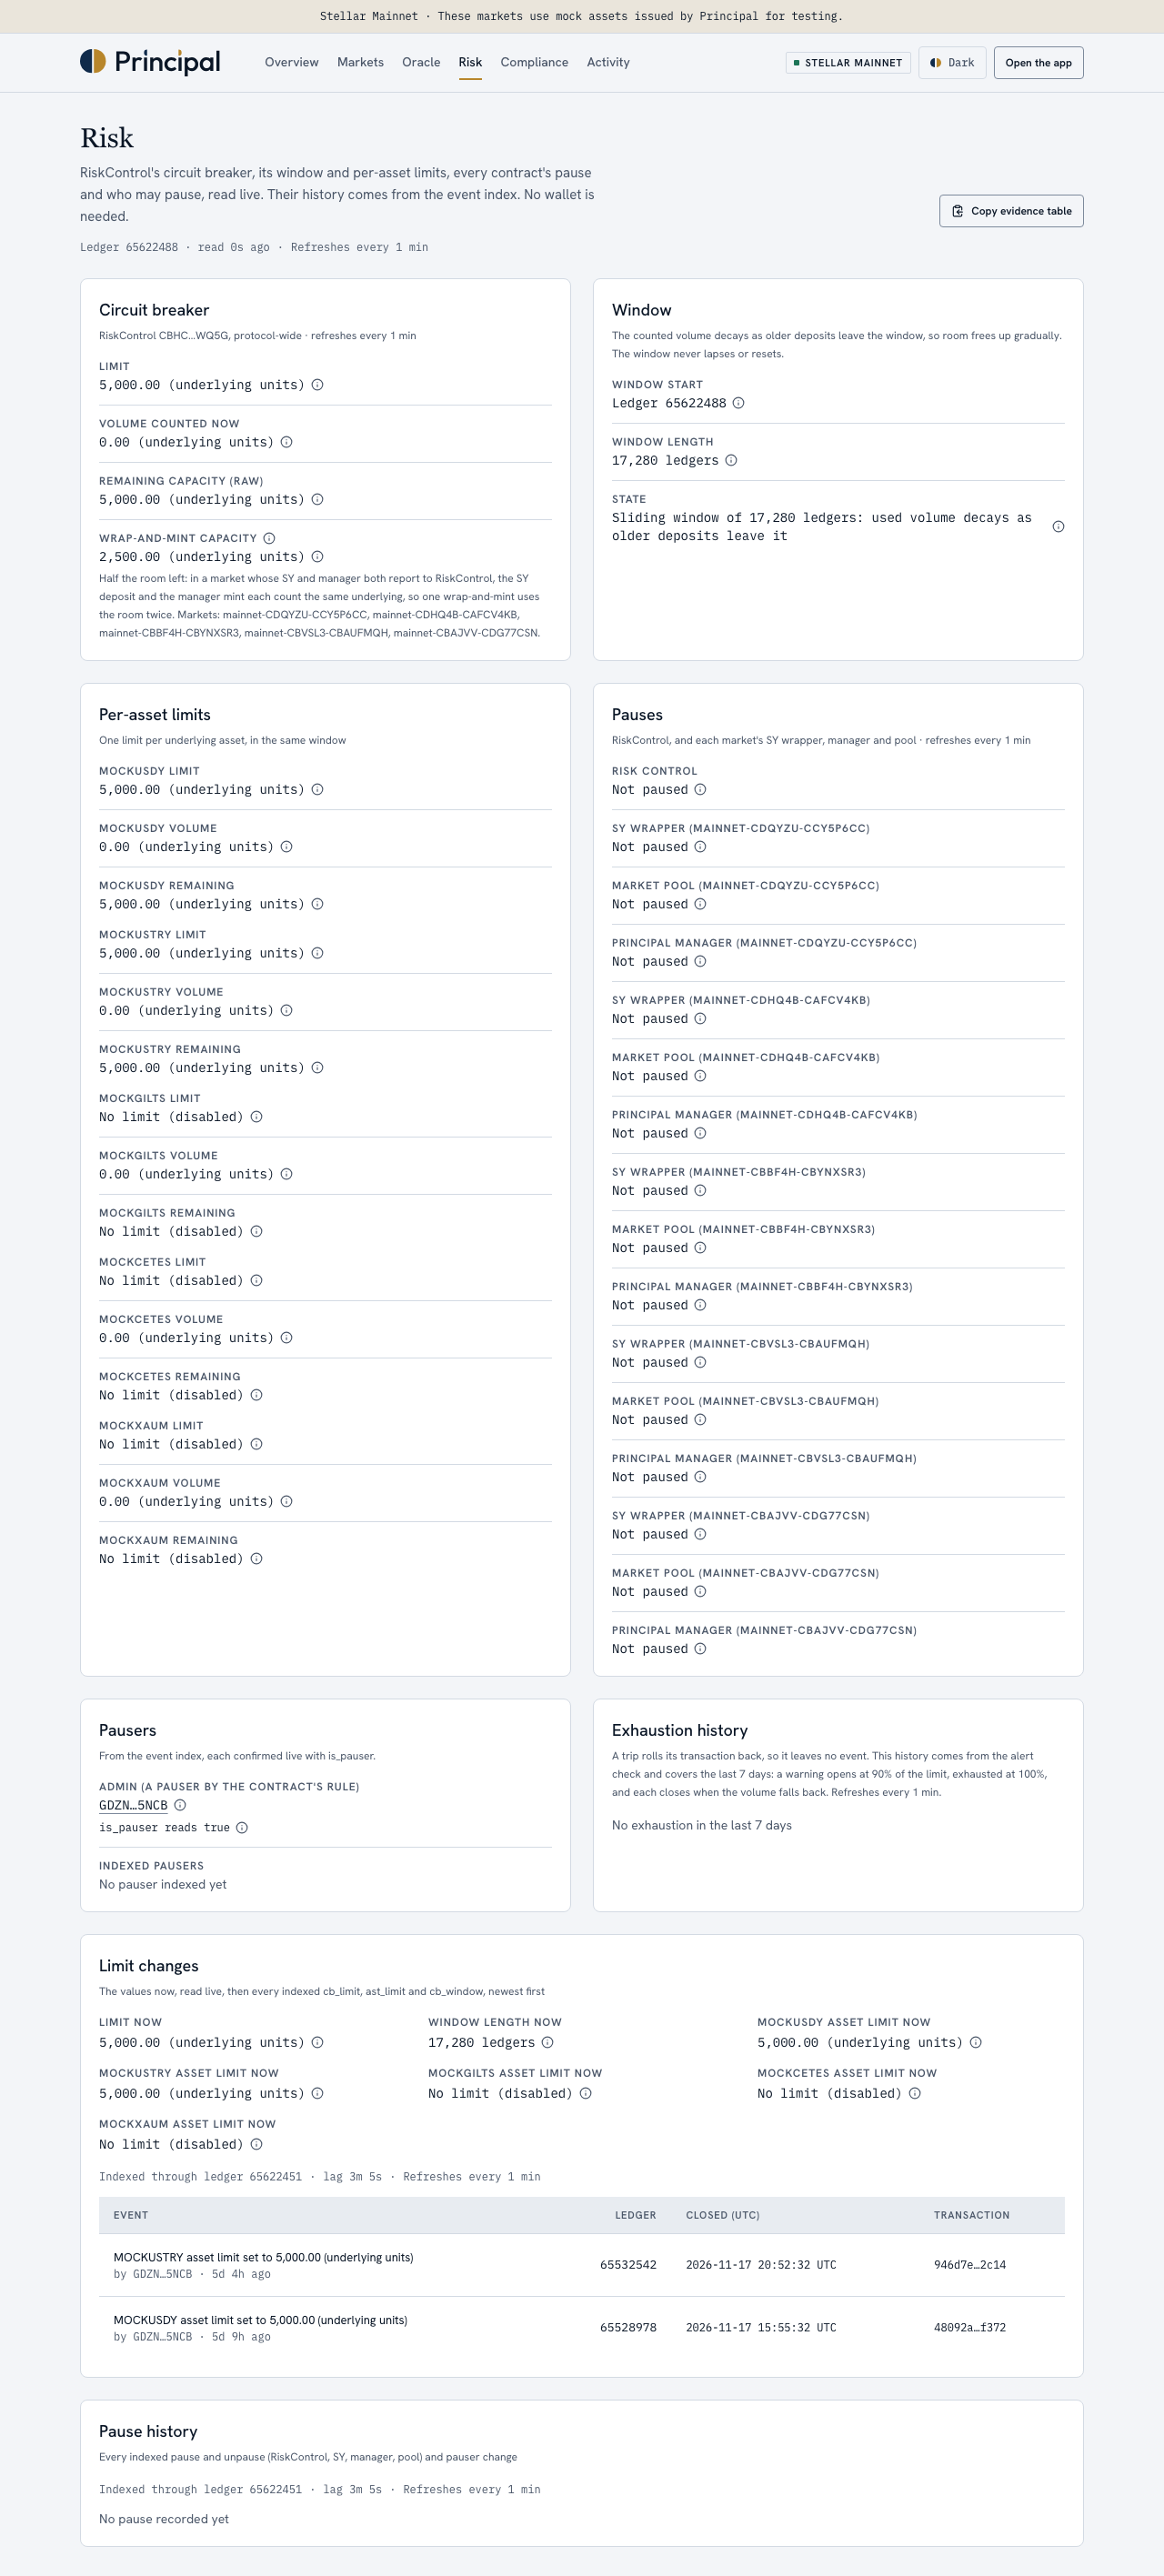 Stellar Mainnet · These markets use mock assets issued by Principal for testing.
Principal
Overview Markets Oracle Risk Compliance Activity
STELLAR MAINNET
Dark
Open the app
Risk
RiskControl's circuit breaker, its window and per-asset limits, every contract's pause
and who may pause, read live. Their history comes from the event index. No wallet is
needed.
Copy evidence table
Ledger 65622488 · read 0s ago · Refreshes every 1 min
Circuit breaker
RiskControl CBHC…WQ5G, protocol-wide · refreshes every 1 min
LIMIT
5,000.00 (underlying units)
VOLUME COUNTED NOW
0.00 (underlying units)
REMAINING CAPACITY (RAW)
5,000.00 (underlying units)
WRAP-AND-MINT CAPACITY
2,500.00 (underlying units)
Half the room left: in a market whose SY and manager both report to RiskControl, the SY
deposit and the manager mint each count the same underlying, so one wrap-and-mint uses
the room twice. Markets: mainnet-CDQYZU-CCY5P6CC, mainnet-CDHQ4B-CAFCV4KB,
mainnet-CBBF4H-CBYNXSR3, mainnet-CBVSL3-CBAUFMQH, mainnet-CBAJVV-CDG77CSN.
Window
The counted volume decays as older deposits leave the window, so room frees up gradually.
The window never lapses or resets.
WINDOW START
Ledger 65622488
WINDOW LENGTH
17,280 ledgers
STATE
Sliding window of 17,280 ledgers: used volume decays as
older deposits leave it
Per-asset limits
One limit per underlying asset, in the same window
MOCKUSDY LIMIT
5,000.00 (underlying units)
MOCKUSDY VOLUME
0.00 (underlying units)
MOCKUSDY REMAINING
5,000.00 (underlying units)
MOCKUSTRY LIMIT
5,000.00 (underlying units)
MOCKUSTRY VOLUME
0.00 (underlying units)
MOCKUSTRY REMAINING
5,000.00 (underlying units)
MOCKGILTS LIMIT
No limit (disabled)
MOCKGILTS VOLUME
0.00 (underlying units)
MOCKGILTS REMAINING
No limit (disabled)
MOCKCETES LIMIT
No limit (disabled)
MOCKCETES VOLUME
0.00 (underlying units)
MOCKCETES REMAINING
No limit (disabled)
MOCKXAUM LIMIT
No limit (disabled)
MOCKXAUM VOLUME
0.00 (underlying units)
MOCKXAUM REMAINING
No limit (disabled)
Pauses
RiskControl, and each market's SY wrapper, manager and pool · refreshes every 1 min
RISK CONTROL
Not paused
SY WRAPPER (MAINNET-CDQYZU-CCY5P6CC)
Not paused
MARKET POOL (MAINNET-CDQYZU-CCY5P6CC)
Not paused
PRINCIPAL MANAGER (MAINNET-CDQYZU-CCY5P6CC)
Not paused
SY WRAPPER (MAINNET-CDHQ4B-CAFCV4KB)
Not paused
MARKET POOL (MAINNET-CDHQ4B-CAFCV4KB)
Not paused
PRINCIPAL MANAGER (MAINNET-CDHQ4B-CAFCV4KB)
Not paused
SY WRAPPER (MAINNET-CBBF4H-CBYNXSR3)
Not paused
MARKET POOL (MAINNET-CBBF4H-CBYNXSR3)
Not paused
PRINCIPAL MANAGER (MAINNET-CBBF4H-CBYNXSR3)
Not paused
SY WRAPPER (MAINNET-CBVSL3-CBAUFMQH)
Not paused
MARKET POOL (MAINNET-CBVSL3-CBAUFMQH)
Not paused
PRINCIPAL MANAGER (MAINNET-CBVSL3-CBAUFMQH)
Not paused
SY WRAPPER (MAINNET-CBAJVV-CDG77CSN)
Not paused
MARKET POOL (MAINNET-CBAJVV-CDG77CSN)
Not paused
PRINCIPAL MANAGER (MAINNET-CBAJVV-CDG77CSN)
Not paused
Pausers
From the event index, each confirmed live with is_pauser.
ADMIN (A PAUSER BY THE CONTRACT'S RULE)
GDZN…5NCB
is_pauser reads true
INDEXED PAUSERS
No pauser indexed yet
Exhaustion history
A trip rolls its transaction back, so it leaves no event. This history comes from the alert
check and covers the last 7 days: a warning opens at 90% of the limit, exhausted at 100%,
and each closes when the volume falls back. Refreshes every 1 min.
No exhaustion in the last 7 days
Limit changes
The values now, read live, then every indexed cb_limit, ast_limit and cb_window, newest first
LIMIT NOW
5,000.00 (underlying units)
WINDOW LENGTH NOW
17,280 ledgers
MOCKUSDY ASSET LIMIT NOW
5,000.00 (underlying units)
MOCKUSTRY ASSET LIMIT NOW
5,000.00 (underlying units)
MOCKGILTS ASSET LIMIT NOW
No limit (disabled)
MOCKCETES ASSET LIMIT NOW
No limit (disabled)
MOCKXAUM ASSET LIMIT NOW
No limit (disabled)
Indexed through ledger 65622451 · lag 3m 5s · Refreshes every 1 min
EVENT LEDGER CLOSED (UTC) TRANSACTION
MOCKUSTRY asset limit set to 5,000.00 (underlying units)
by GDZN…5NCB · 5d 4h ago
65532542 2026-11-17 20:52:32 UTC 946d7e…2c14
MOCKUSDY asset limit set to 5,000.00 (underlying units)
by GDZN…5NCB · 5d 9h ago
65528978 2026-11-17 15:55:32 UTC 48092a…f372
Pause history
Every indexed pause and unpause (RiskControl, SY, manager, pool) and pauser change
Indexed through ledger 65622451 · lag 3m 5s · Refreshes every 1 min
No pause recorded yet